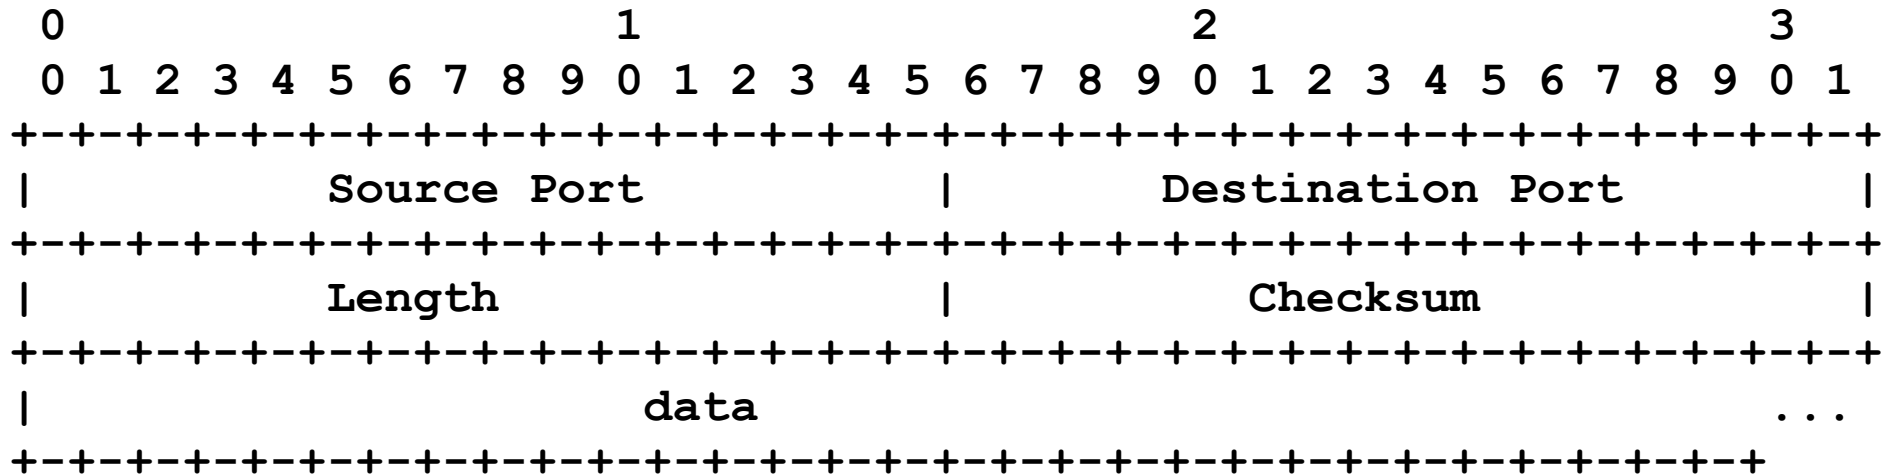 0                   1                   2                   3
 0 1 2 3 4 5 6 7 8 9 0 1 2 3 4 5 6 7 8 9 0 1 2 3 4 5 6 7 8 9 0 1
+-+-+-+-+-+-+-+-+-+-+-+-+-+-+-+-+-+-+-+-+-+-+-+-+-+-+-+-+-+-+-+-+
|          Source Port          |       Destination Port        |
+-+-+-+-+-+-+-+-+-+-+-+-+-+-+-+-+-+-+-+-+-+-+-+-+-+-+-+-+-+-+-+-+
|          Length               |          Checksum             |
+-+-+-+-+-+-+-+-+-+-+-+-+-+-+-+-+-+-+-+-+-+-+-+-+-+-+-+-+-+-+-+-+
|                     data                                   ...
+-+-+-+-+-+-+-+-+-+-+-+-+-+-+-+-+-+-+-+-+-+-+-+-+-+-+-+-+-+-+